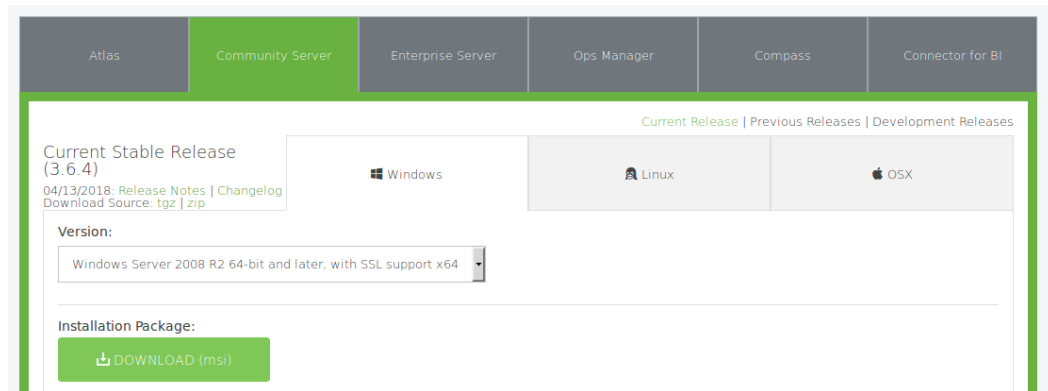 Atlas
Community Server
Enterprise Server
Ops Manager
Compass
Connector for BI
Current Release | Previous Releases | Development Releases
Current Stable Release
(3.6.4)
04/13/2018: Release Notes | Changelog
Download Source: tgz | zip
Windows
Linux
OSX
Version:
Windows Server 2008 R2 64-bit and later, with SSL support x64
Installation Package:
DOWNLOAD (msi)